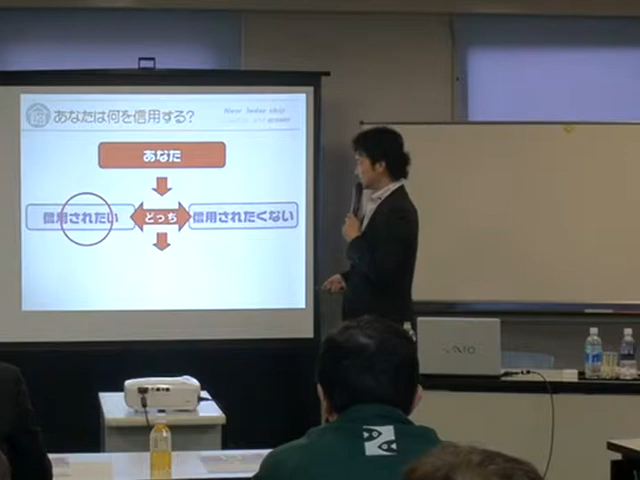 あなたは何を信用する?
あなた
信用されたい
どっち
信用されたくない
VAIO